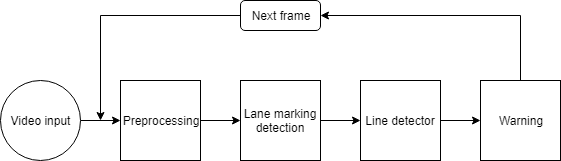 Next frame
Video input
Preprocessing
Lane marking
detection
Line detector
Warning